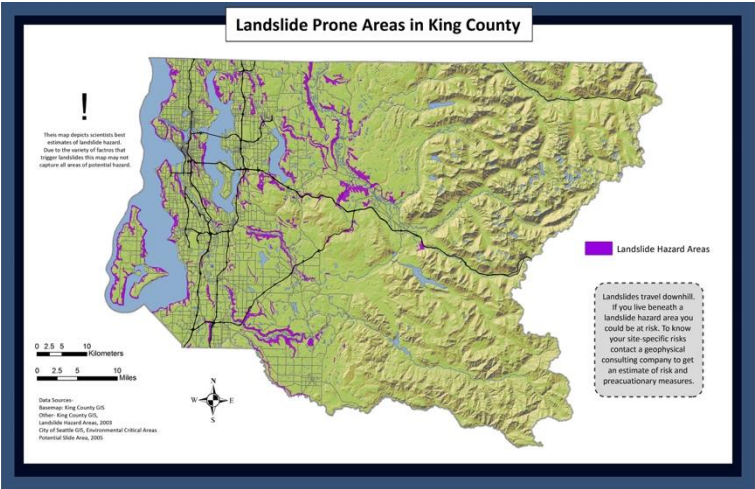 Landslide Prone Areas in King County
!
Theis map depicts scientists best
estimates of landslide hazard.
Due to the variety of factros that
trigger landslides this map may not
capture all areas of potential hazard.
Landslide Hazard Areas
Landslides travel downhill.
If you live beneath a
landslide hazard area you
could be at risk. To know
your site-specific risks
contact a geophysical
consulting company to get
an estimate of risk and
preacuationary measures.
0 2.5 5 10
Kilometers
0 2.5 5 10
Miles
N
W E
S
Data Sources-
Basemap: King County GIS
Other- King County GIS,
Landslide Hazard Areas, 2003
City of Seattle GIS, Environmental Critical Areas
Potential Slide Area, 2005